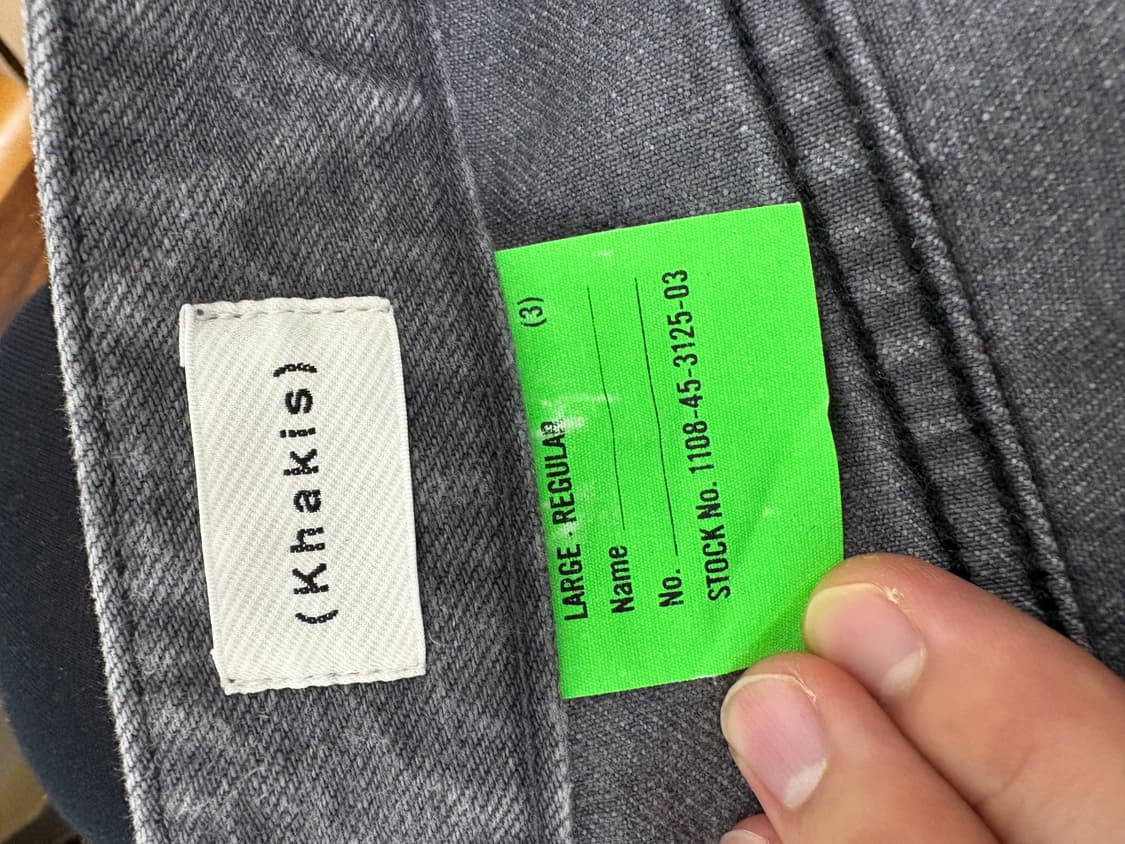 (Khakis)
LARGE - REGULAR (3)
Name
No.
STOCK No. 1108-45-3125-03